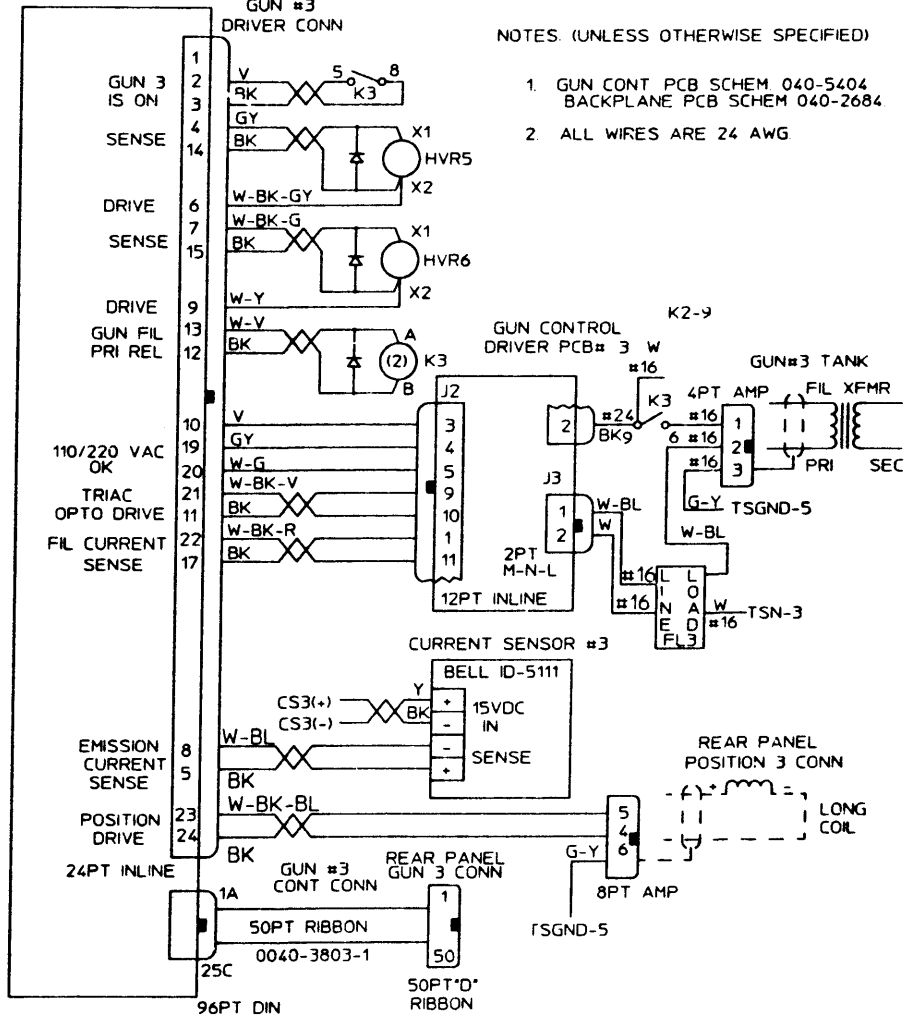 GUN #3
DRIVER CONN
NOTES. (UNLESS OTHERWISE SPECIFIED)
1. GUN CONT PCB SCHEM. 040-5404
BACKPLANE PCB SCHEM 040-2684.
2. ALL WIRES ARE 24 AWG.
1
GUN 3
IS ON
2
3
V
BK
5
8
K3
SENSE
4
14
GY
BK
X1
HVR5
X2
DRIVE
6
W-BK-GY
SENSE
7
15
W-BK-G
BK
X1
HVR6
X2
DRIVE
9
W-Y
GUN FIL
PRI REL
13
12
W-V
BK
A
(2)
K3
B
GUN CONTROL
DRIVER PCB# 3
K2-9
W
#16
GUN#3 TANK
J2
4PT AMP
FIL XFMR
110/220 VAC
OK
10
19
20
V
GY
W-G
3
4
5
2
#24
BK9
K3
#16
6 #16
#16
1
2
3
PRI
SEC
G-Y
TSGND-5
TRIAC
OPTO DRIVE
21
11
W-BK-V
BK
9
10
J3
1
2
W-BL
W
W-BL
FIL CURRENT
SENSE
22
17
W-BK-R
BK
1
11
2PT
M-N-L
12PT INLINE
#16
#16
LINE
LOAD
FL3
W
#16
TSN-3
CURRENT SENSOR #3
BELL ID-5111
CS3(+)
CS3(-)
Y
BK
+
-
15VDC
IN
EMISSION
CURRENT
SENSE
8
5
W-BL
BK
-
+
SENSE
REAR PANEL
POSITION 3 CONN
+
-
LONG
COIL
POSITION
DRIVE
23
24
W-BK-BL
BK
5
4
6
G-Y
8PT AMP
TSGND-5
24PT INLINE
GUN #3
CONT CONN
REAR PANEL
GUN 3 CONN
1A
1
50PT RIBBON
0040-3803-1
25C
50
50PT"D"
RIBBON
96PT DIN